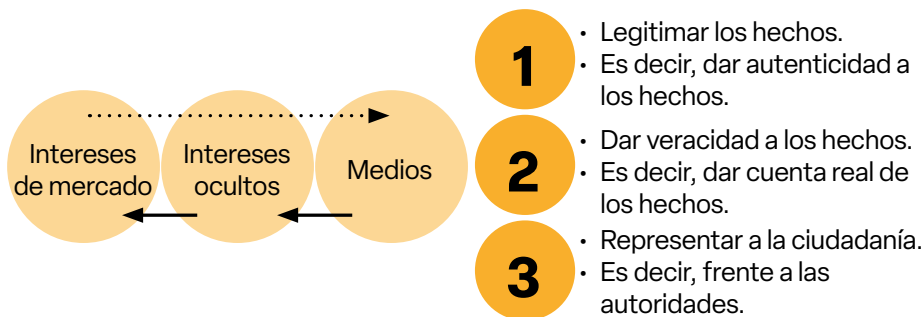 Intereses
de mercado
Intereses
ocultos
Medios
1
• Legitimar los hechos.
• Es decir, dar autenticidad a
los hechos.
2
• Dar veracidad a los hechos.
• Es decir, dar cuenta real de
los hechos.
3
• Representar a la ciudadanía.
• Es decir, frente a las
autoridades.